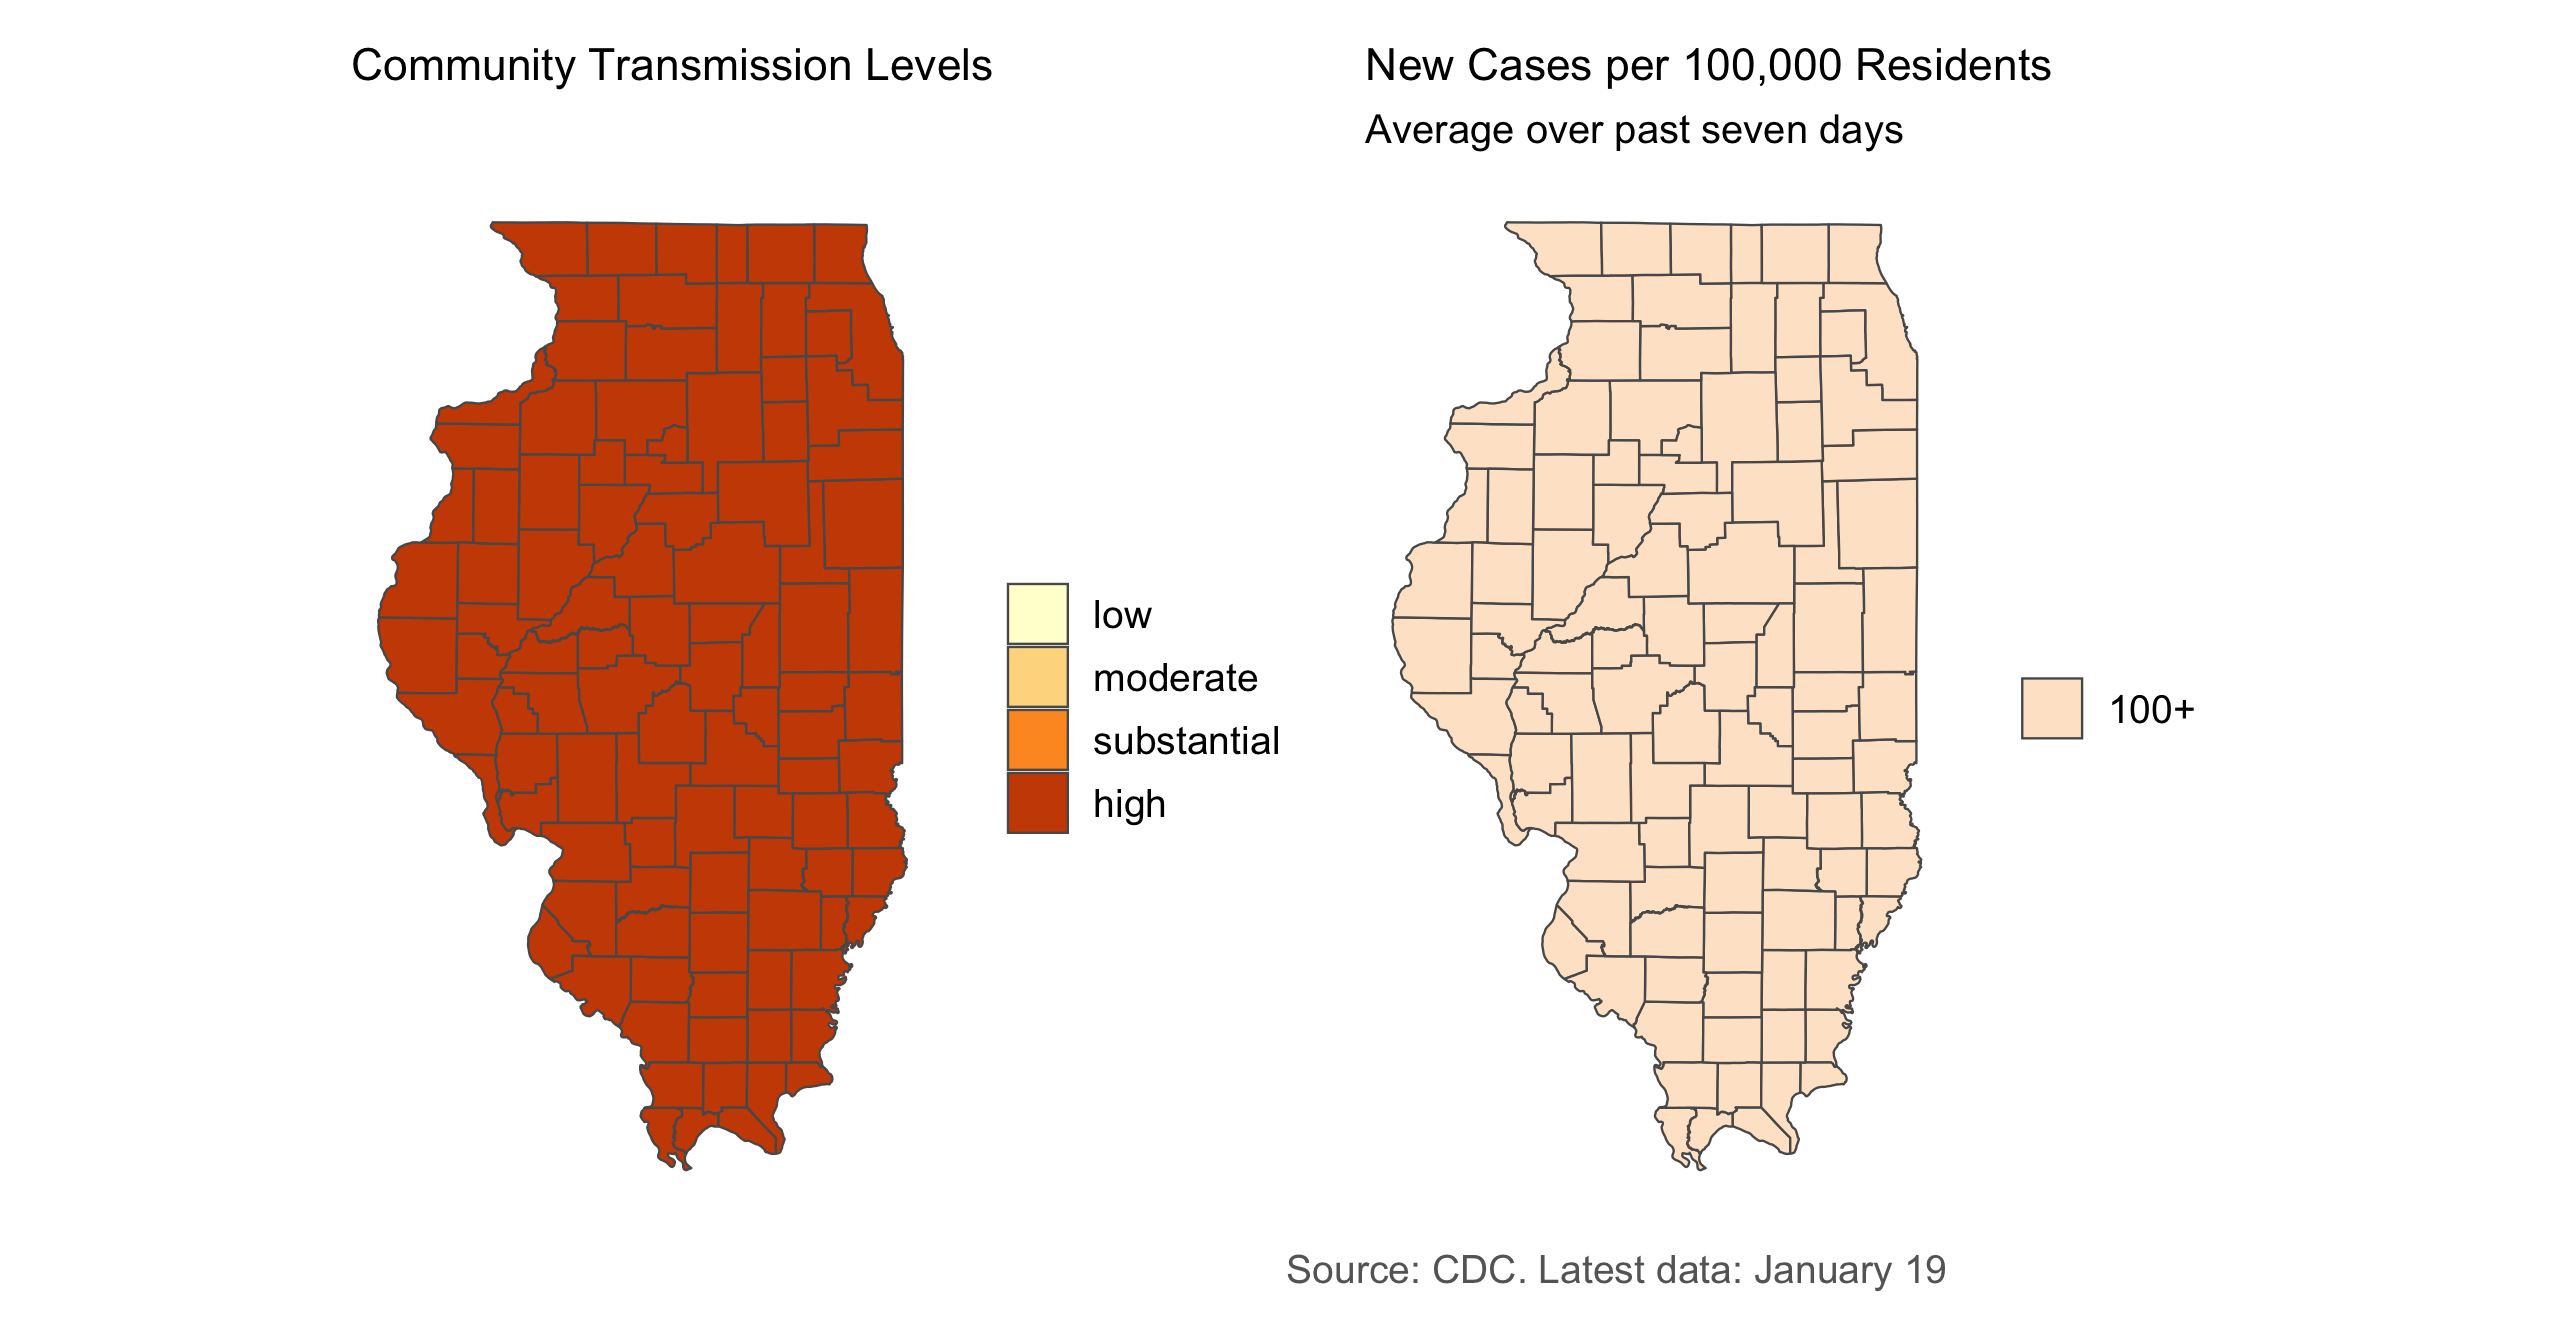 Community Transmission Levels
low
moderate
substantial
high
New Cases per 100,000 Residents
Average over past seven days
100+
Source: CDC. Latest data: January 19